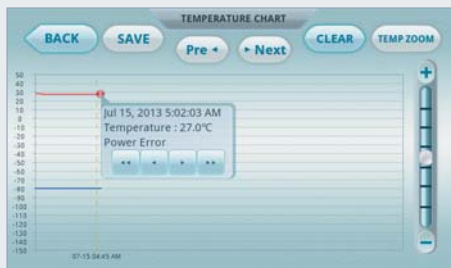 TEMPERATURE CHART
BACK
SAVE
Pre ◂
▸ Next
CLEAR
TEMP ZOOM
+
50
40
30
20
10
0
-10
-20
-30
-40
-50
-60
-70
-80
-90
-100
-110
-120
-130
-140
-150
Jul 15, 2013 5:02:03 AM
Temperature : 27.0℃
Power Error
◂◂ ◂ ▸ ▸▸
−
07-15 04:45 AM